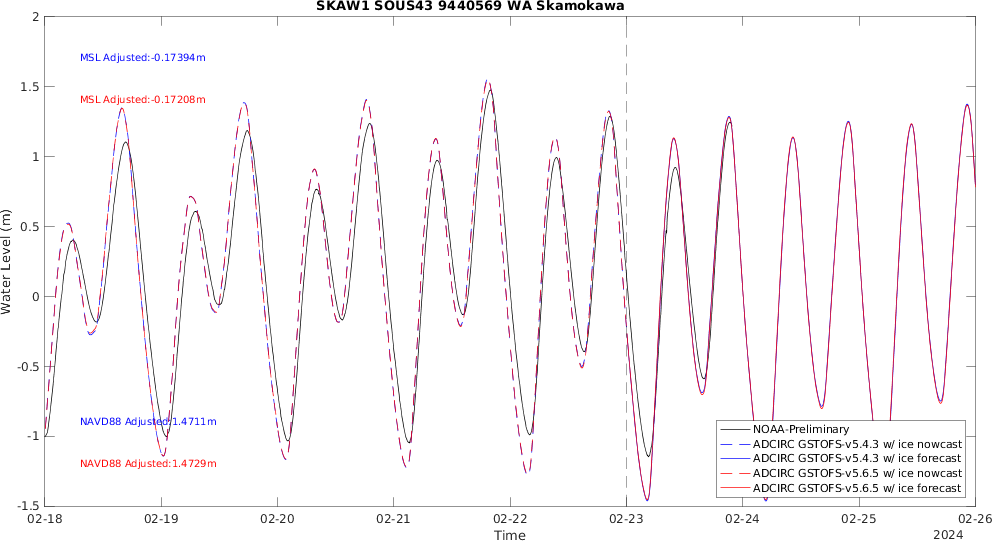 SKAW1 SOUS43 9440569 WA Skamokawa
2
1.5
1
0.5
0
-0.5
-1
-1.5
Water Level (m)
MSL Adjusted:-0.17394m
MSL Adjusted:-0.17208m
NAVD88 Adjusted:1.4711m
NAVD88 Adjusted:1.4729m
NOAA-Preliminary
ADCIRC GSTOFS-v5.4.3 w/ ice nowcast
ADCIRC GSTOFS-v5.4.3 w/ ice forecast
ADCIRC GSTOFS-v5.6.5 w/ ice nowcast
ADCIRC GSTOFS-v5.6.5 w/ ice forecast
02-18 02-19 02-20 02-21 02-22 02-23 02-24 02-25 02-26
Time
2024